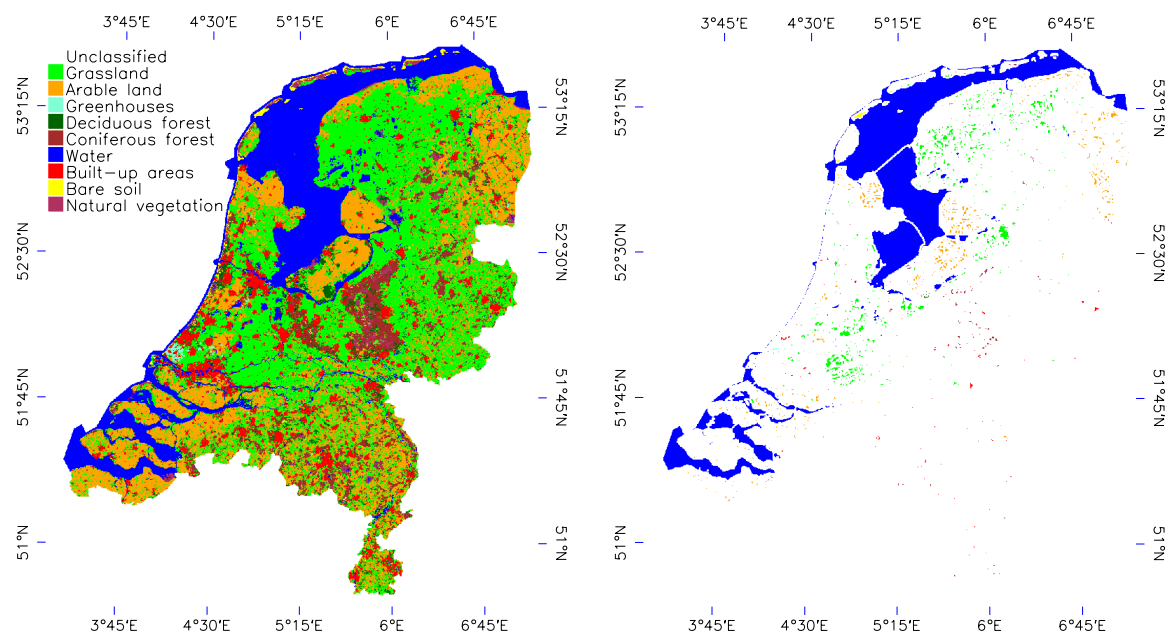 3°45'E 4°30'E 5°15'E 6°E 6°45'E
3°45'E 4°30'E 5°15'E 6°E 6°45'E
Unclassified
Grassland
Arable land
Greenhouses
Deciduous forest
Coniferous forest
Water
Built-up areas
Bare soil
Natural vegetation
53°15'N
52°30'N
51°45'N
51°N
53°15'N
52°30'N
51°45'N
51°N
53°15'N
52°30'N
51°45'N
51°N
53°15'N
52°30'N
51°45'N
51°N
3°45'E 4°30'E 5°15'E 6°E 6°45'E
3°45'E 4°30'E 5°15'E 6°E 6°45'E